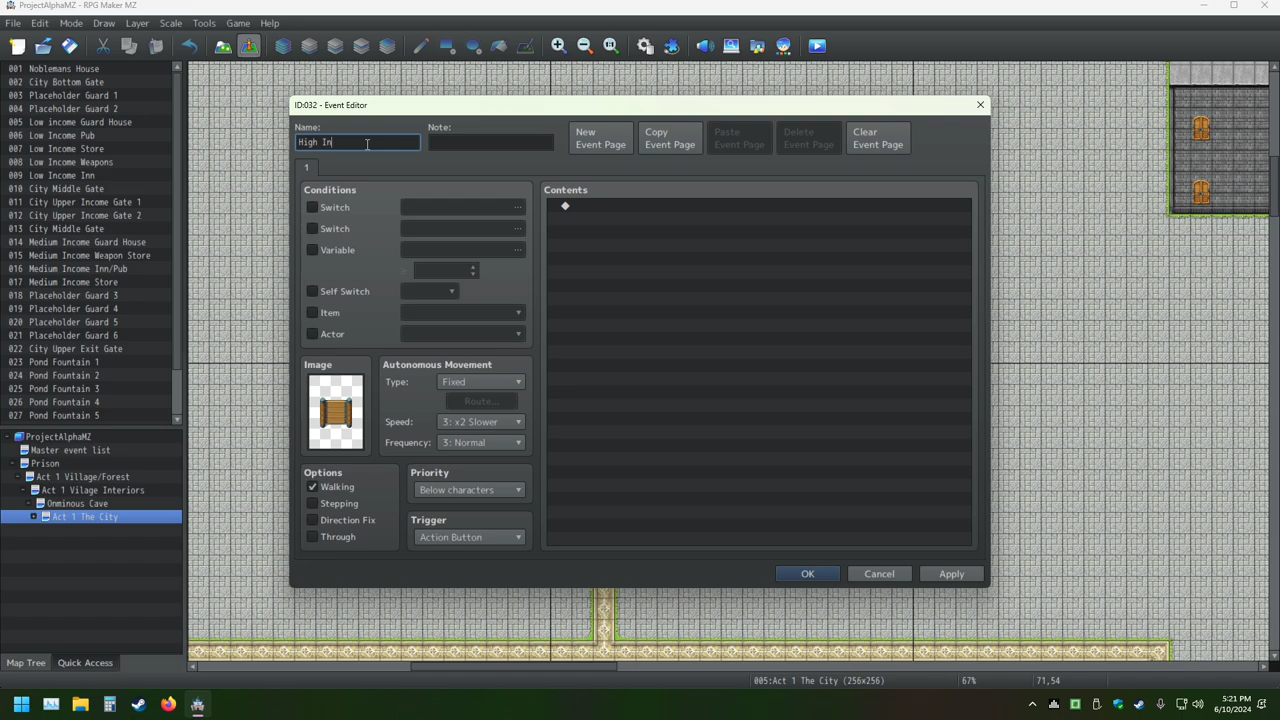 ProjectAlphaMZ - RPG Maker MZ
File Edit Mode Draw Layer Scale Tools Game Help
001 Noblemans House
002 City Bottom Gate
003 Placeholder Guard 1
004 Placeholder Guard 2
005 Low income Guard House
006 Low Income Pub
007 Low Income Store
008 Low Income Weapons
009 Low Income Inn
010 City Middle Gate
011 City Upper Income Gate 1
012 City Upper Income Gate 2
013 City Middle Gate
014 Medium Income Guard House
015 Medium Income Weapon Store
016 Medium Income Inn/Pub
017 Medium Income Store
018 Placeholder Guard 3
019 Placeholder Guard 4
020 Placeholder Guard 5
021 Placeholder Guard 6
022 City Upper Exit Gate
023 Pond Fountain 1
024 Pond Fountain 2
025 Pond Fountain 3
026 Pond Fountain 4
027 Pond Fountain 5
ProjectAlphaMZ
Master event list
Prison
Act 1 Village/Forest
Act 1 Vilage Interiors
Onminous Cave
Act 1 The City
Map Tree Quick Access
ID:032 - Event Editor
Name: Note:
High In
New Event Page
Copy Event Page
Paste Event Page
Delete Event Page
Clear Event Page
1
Conditions
Switch
Switch
Variable
Self Switch
Item
Actor
Image
Autonomous Movement
Type: Fixed
Route...
Speed: 3: x2 Slower
Frequency: 3: Normal
Options
Walking
Stepping
Direction Fix
Through
Priority
Below characters
Trigger
Action Button
Contents
OK Cancel Apply
005:Act 1 The City (256x256) 67% 71,54
5:21 PM
6/10/2024